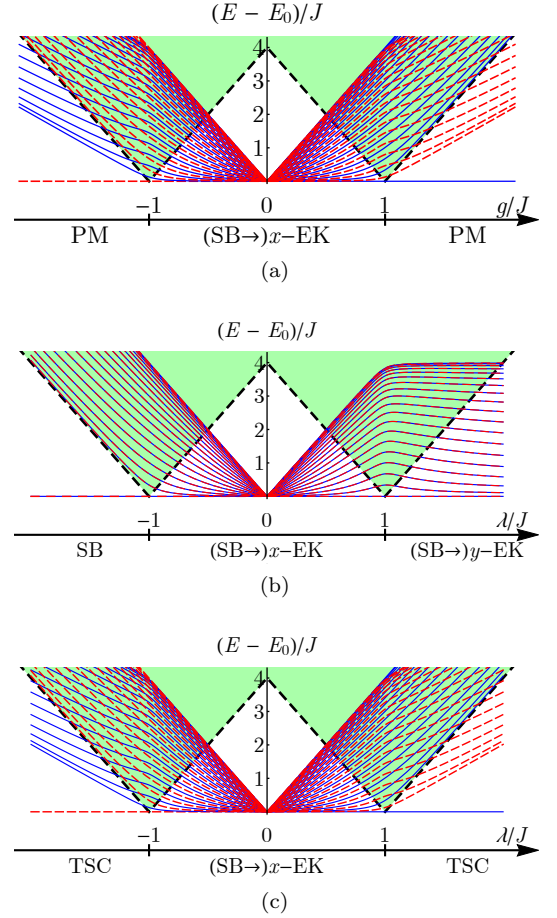 (E − E₀)/J
4
3
2
1
−1 0 1 g/J
PM (SB→)x−EK PM
(a)
(E − E₀)/J
4
3
2
1
−1 0 1 λ/J
SB (SB→)x−EK (SB→)y−EK
(b)
(E − E₀)/J
4
3
2
1
−1 0 1 λ/J
TSC (SB→)x−EK TSC
(c)